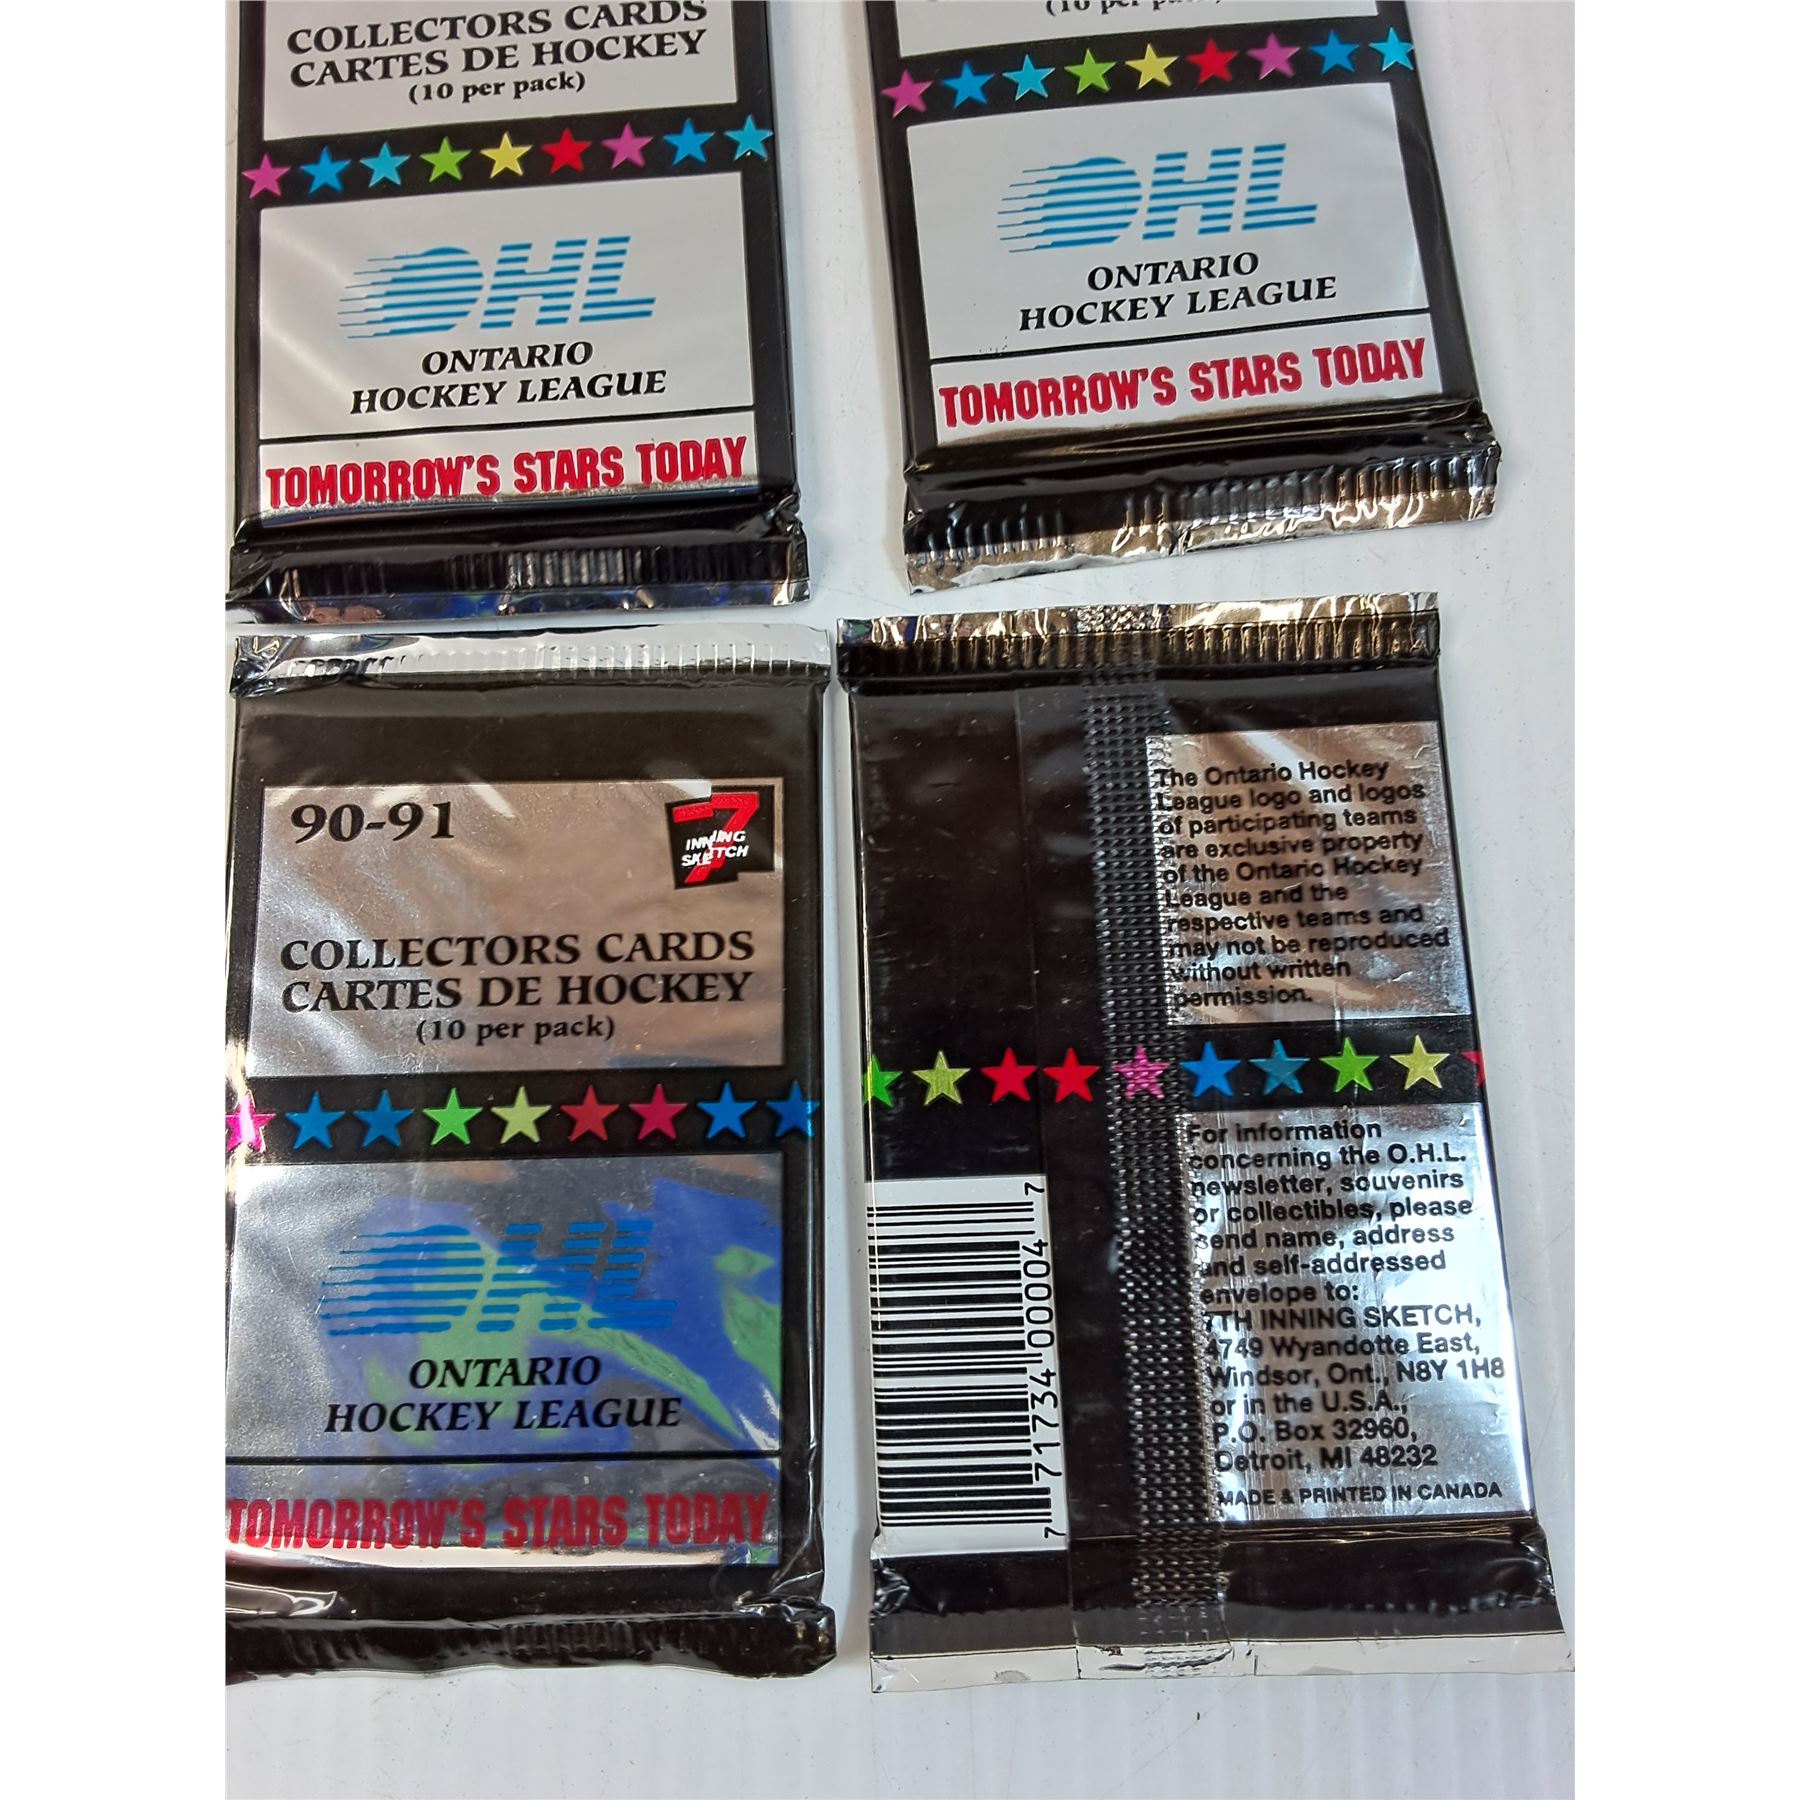 COLLECTORS CARDS
CARTES DE HOCKEY
(10 per pack)
OHL
ONTARIO
HOCKEY LEAGUE
TOMORROW'S STARS TODAY
(10 per pack)
OHL
ONTARIO
HOCKEY LEAGUE
TOMORROW'S STARS TODAY
90-91
7
INNING
SKETCH
COLLECTORS CARDS
CARTES DE HOCKEY
(10 per pack)
OHL
ONTARIO
HOCKEY LEAGUE
TOMORROW'S STARS TODAY
The Ontario Hockey
League logo and logos
of participating teams
are exclusive property
of the Ontario Hockey
League and the
respective teams and
may not be reproduced
without written
permission.
For information
concerning the O.H.L.
newsletter, souvenirs
or collectibles, please
send name, address
and self-addressed
envelope to:
7TH INNING SKETCH,
4749 Wyandotte East,
Windsor, Ont., N8Y 1H8
or in the U.S.A.,
P.O. Box 32960,
Detroit, MI 48232
MADE & PRINTED IN CANADA
7 71734 00004 7